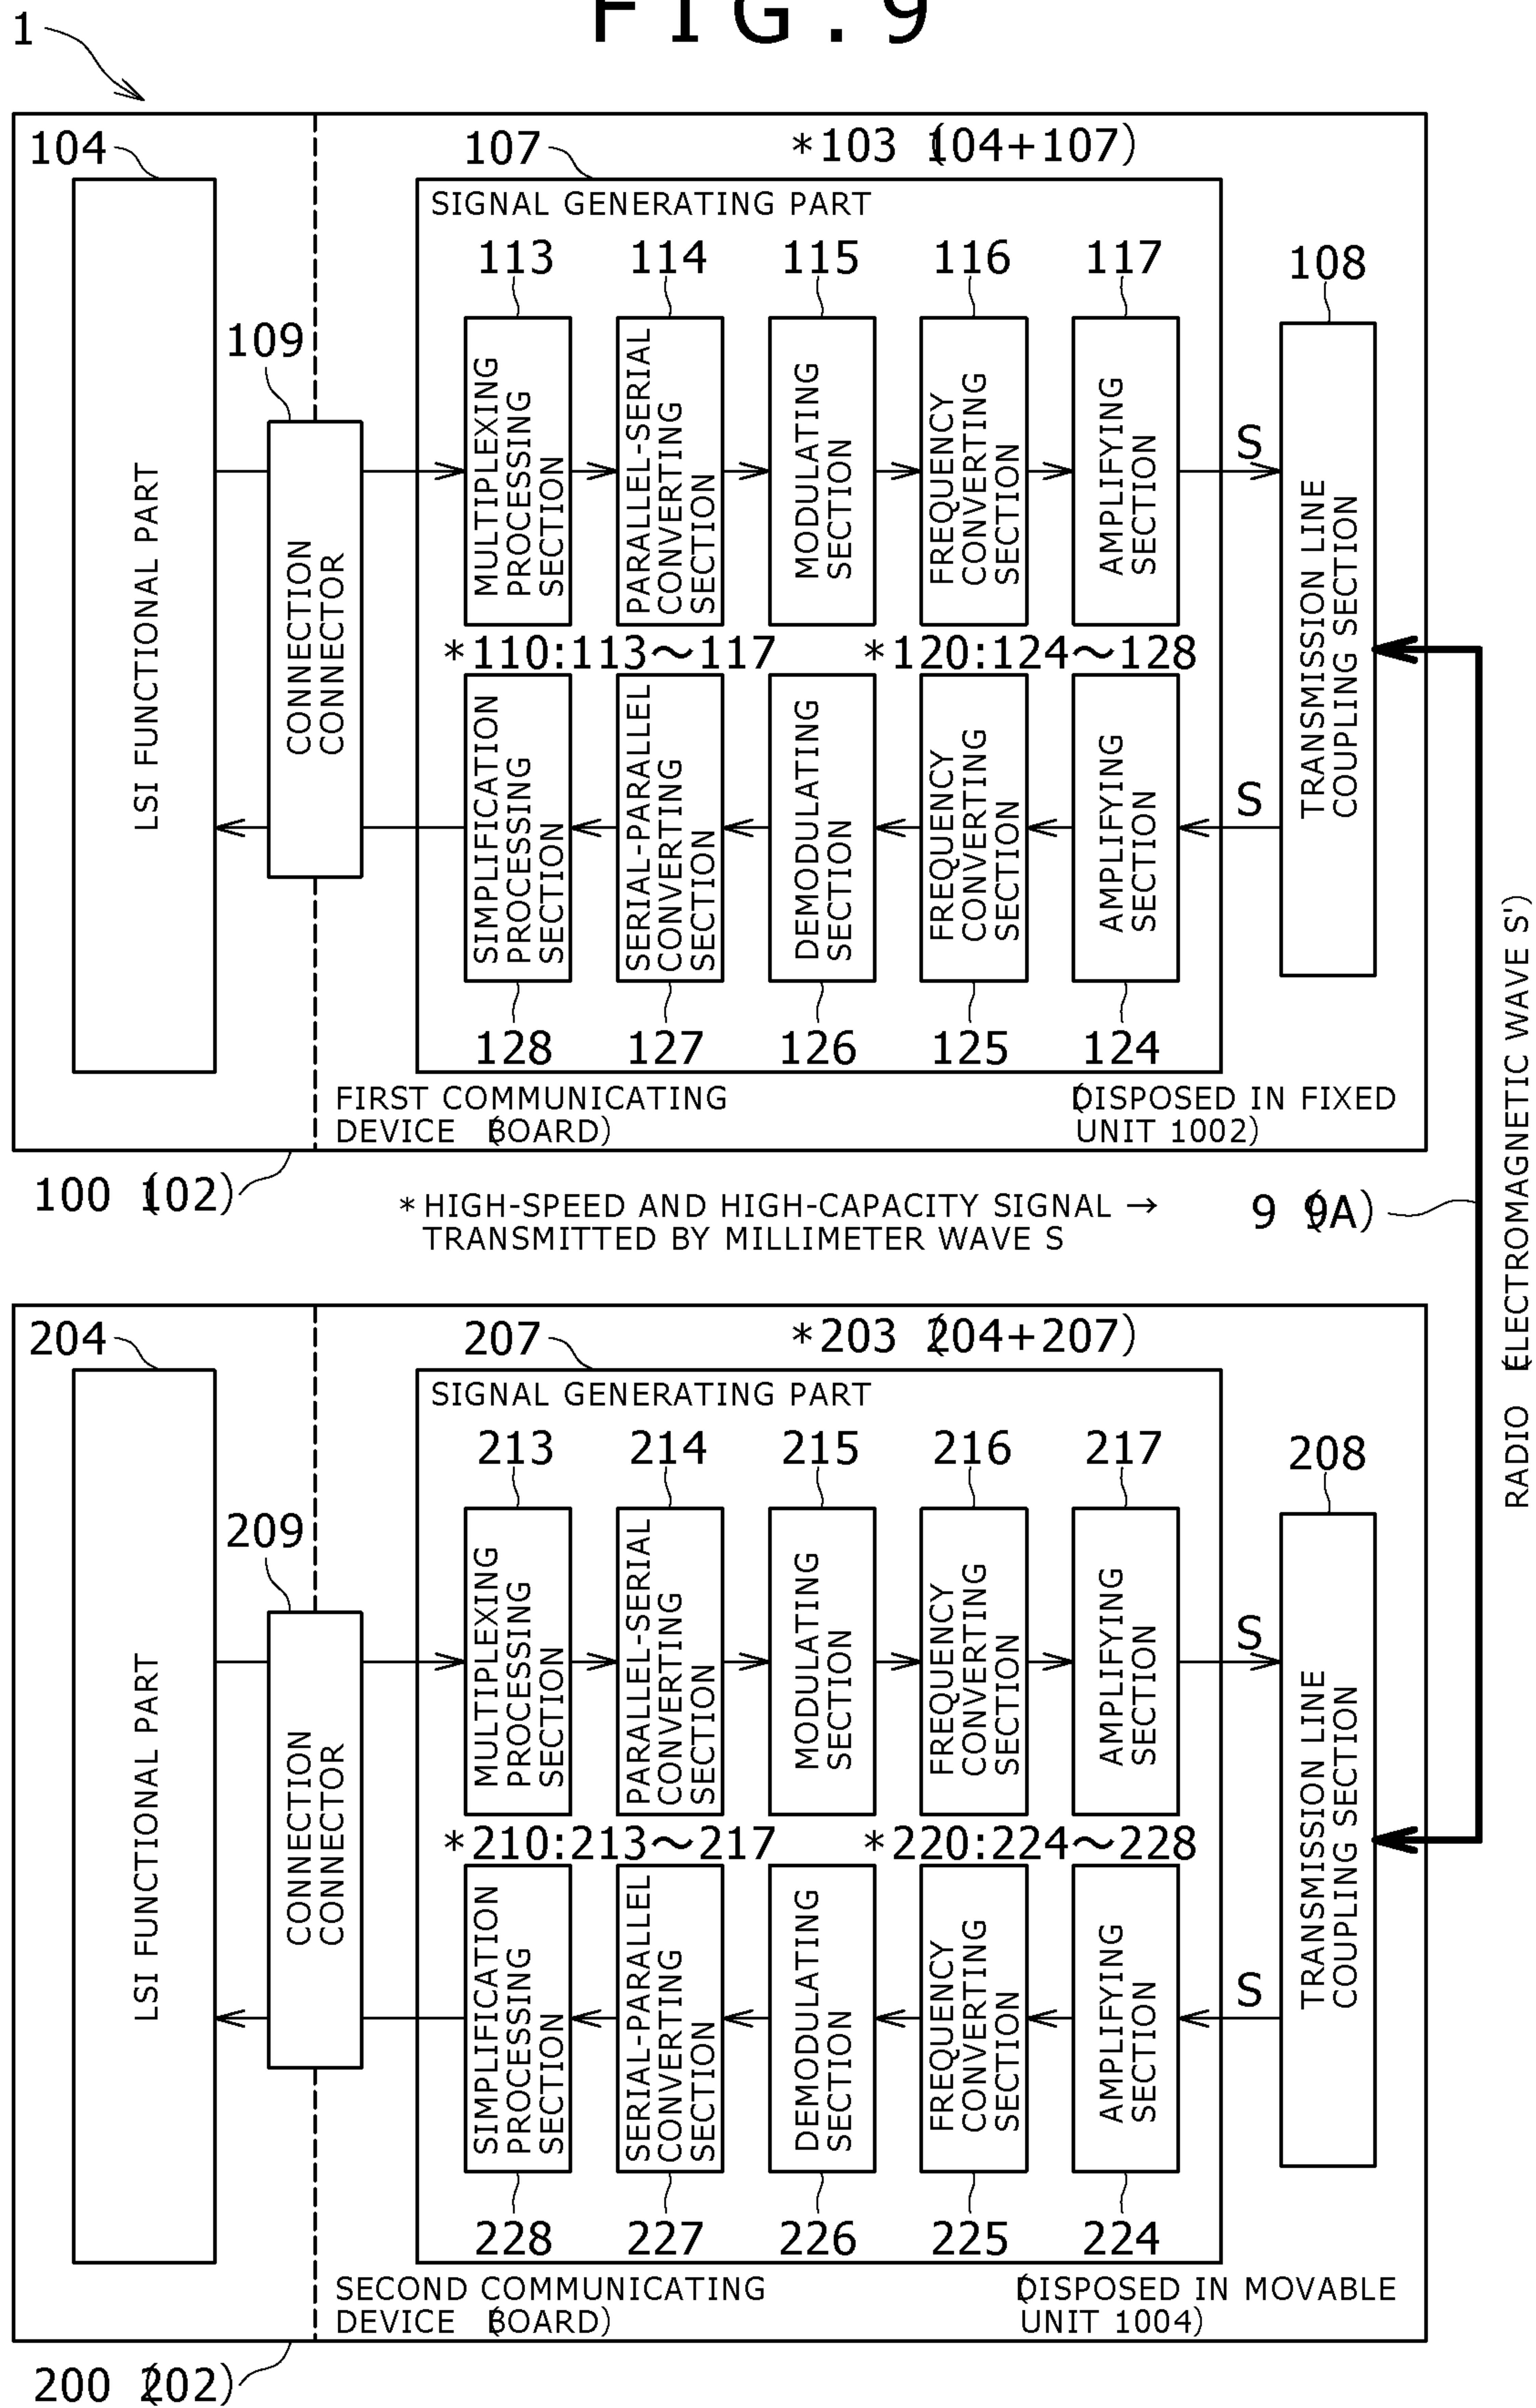 FIG.9
1
104
107
*103 (104+107)
SIGNAL GENERATING PART
113
114
115
116
117
108
109
LSI FUNCTIONAL PART
CONNECTION
CONNECTOR
MULTIPLEXING
PROCESSING
SECTION
PARALLEL-SERIAL
CONVERTING
SECTION
MODULATING
SECTION
FREQUENCY
CONVERTING
SECTION
AMPLIFYING
SECTION
S
TRANSMISSION LINE
COUPLING SECTION
*110:113~117
*120:124~128
SIMPLIFICATION
PROCESSING
SECTION
SERIAL-PARALLEL
CONVERTING
SECTION
DEMODULATING
SECTION
FREQUENCY
CONVERTING
SECTION
AMPLIFYING
SECTION
S
128
127
126
125
124
FIRST COMMUNICATING
DEVICE (BOARD)
(DISPOSED IN FIXED
UNIT 1002)
100 (102)
*HIGH-SPEED AND HIGH-CAPACITY SIGNAL →
TRANSMITTED BY MILLIMETER WAVE S
9 (9A)
RADIO (ELECTROMAGNETIC WAVE S')
204
207
*203 (204+207)
SIGNAL GENERATING PART
213
214
215
216
217
208
209
LSI FUNCTIONAL PART
CONNECTION
CONNECTOR
MULTIPLEXING
PROCESSING
SECTION
PARALLEL-SERIAL
CONVERTING
SECTION
MODULATING
SECTION
FREQUENCY
CONVERTING
SECTION
AMPLIFYING
SECTION
S
TRANSMISSION LINE
COUPLING SECTION
*210:213~217
*220:224~228
SIMPLIFICATION
PROCESSING
SECTION
SERIAL-PARALLEL
CONVERTING
SECTION
DEMODULATING
SECTION
FREQUENCY
CONVERTING
SECTION
AMPLIFYING
SECTION
S
228
227
226
225
224
SECOND COMMUNICATING
DEVICE (BOARD)
(DISPOSED IN MOVABLE
UNIT 1004)
200 (202)